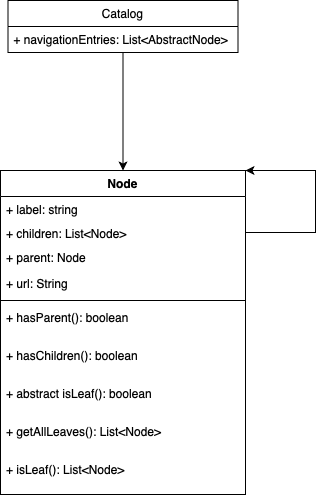 Catalog
+ navigationEntries: List<AbstractNode>
Node
+ label: string
+ children: List<Node>
+ parent: Node
+ url: String
+ hasParent(): boolean
+ hasChildren(): boolean
+ abstract isLeaf(): boolean
+ getAllLeaves(): List<Node>
+ isLeaf(): List<Node>